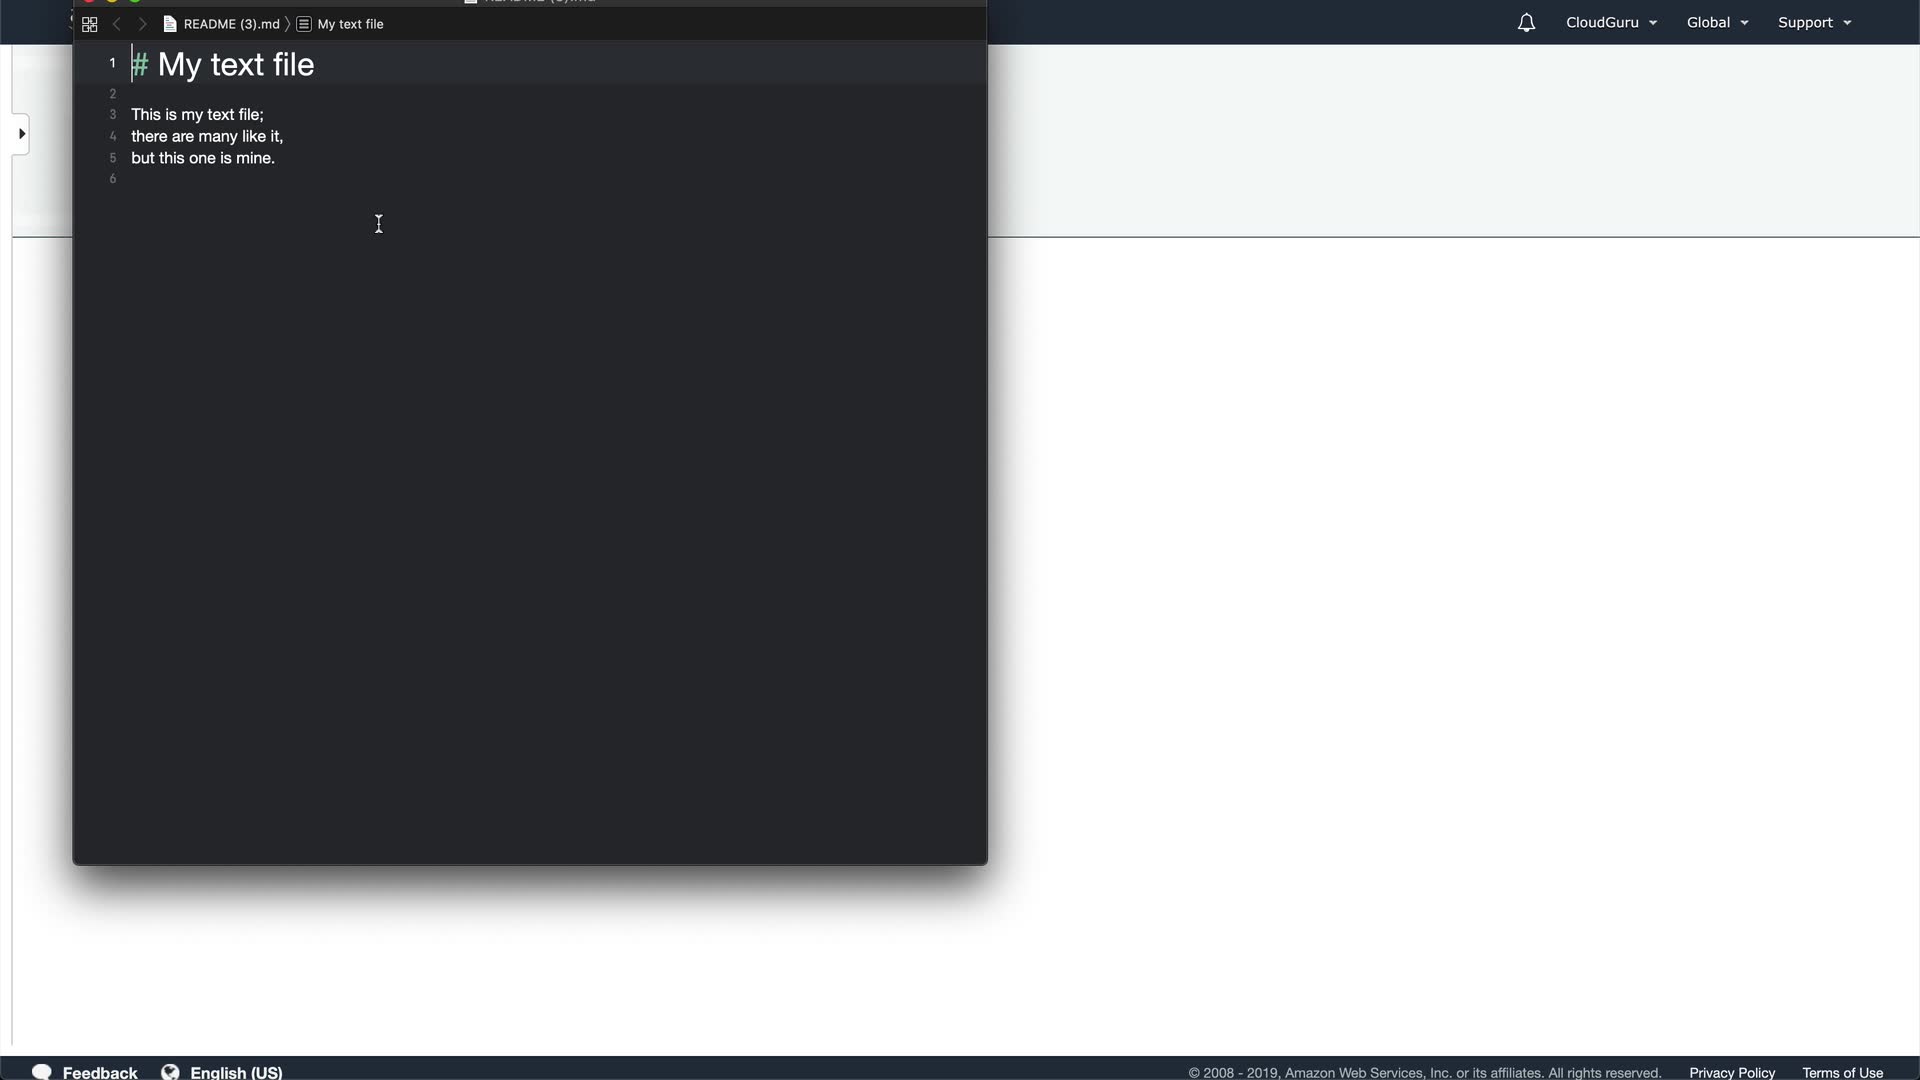 CloudGuru Global Support
README (3).md My text file
1 # My text file
2
3 This is my text file;
4 there are many like it,
5 but this one is mine.
6
Feedback English (US) © 2008 - 2019, Amazon Web Services, Inc. or its affiliates. All rights reserved. Privacy Policy Terms of Use